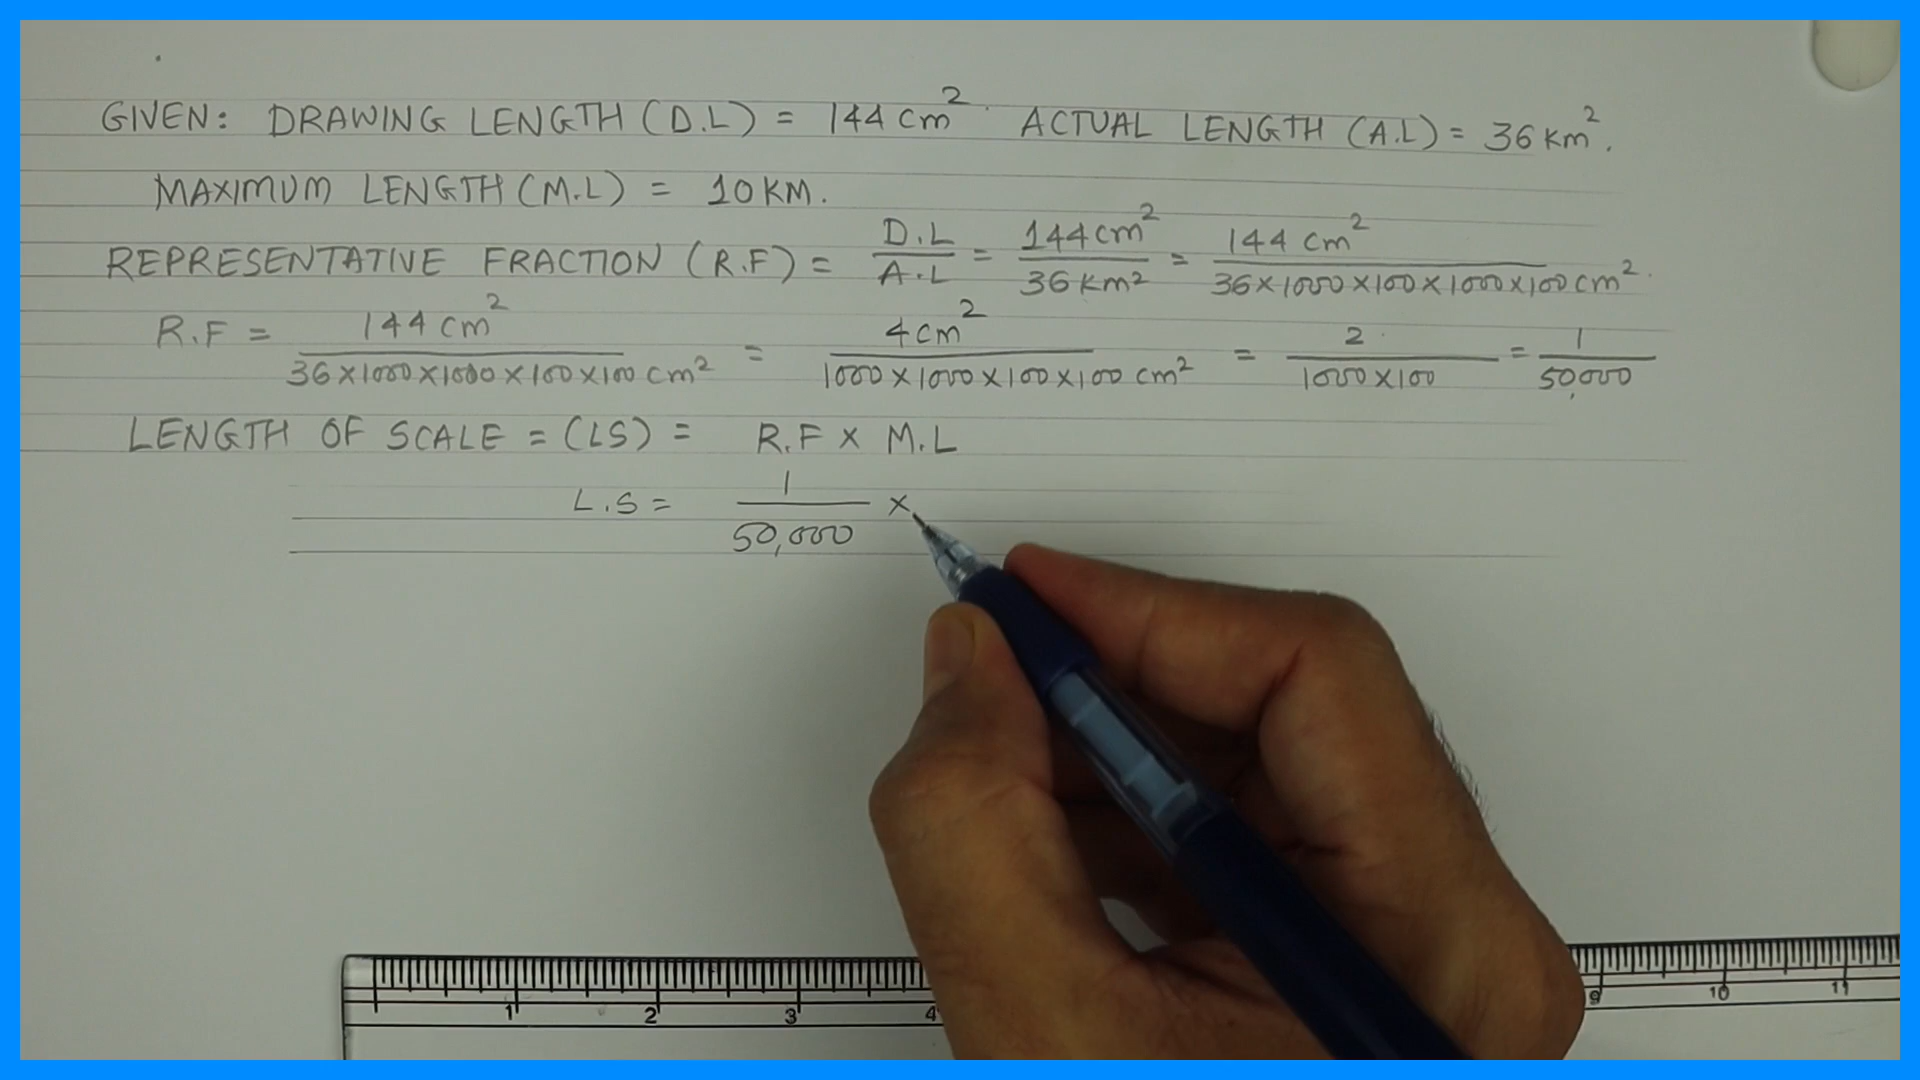 GIVEN: DRAWING LENGTH (D.L) = 144 cm² ACTUAL LENGTH (A.L) = 36 km².
MAXIMUM LENGTH (M.L) = 10 KM.
REPRESENTATIVE FRACTION (R.F) = D.L / A.L = 144 cm² / 36 Km² = 144 cm² / 36 × 1000 × 100 × 1000 × 100 cm².
R.F = 144 cm² / 36 × 1000 × 1000 × 100 × 100 cm² = 4 cm² / 1000 × 1000 × 100 × 100 cm² = 2 / 1000 × 100 = 1 / 50,000
LENGTH OF SCALE = (LS) = R.F × M.L
L.S = 1 / 50,000 ×
1 2 3 4 9 10 11